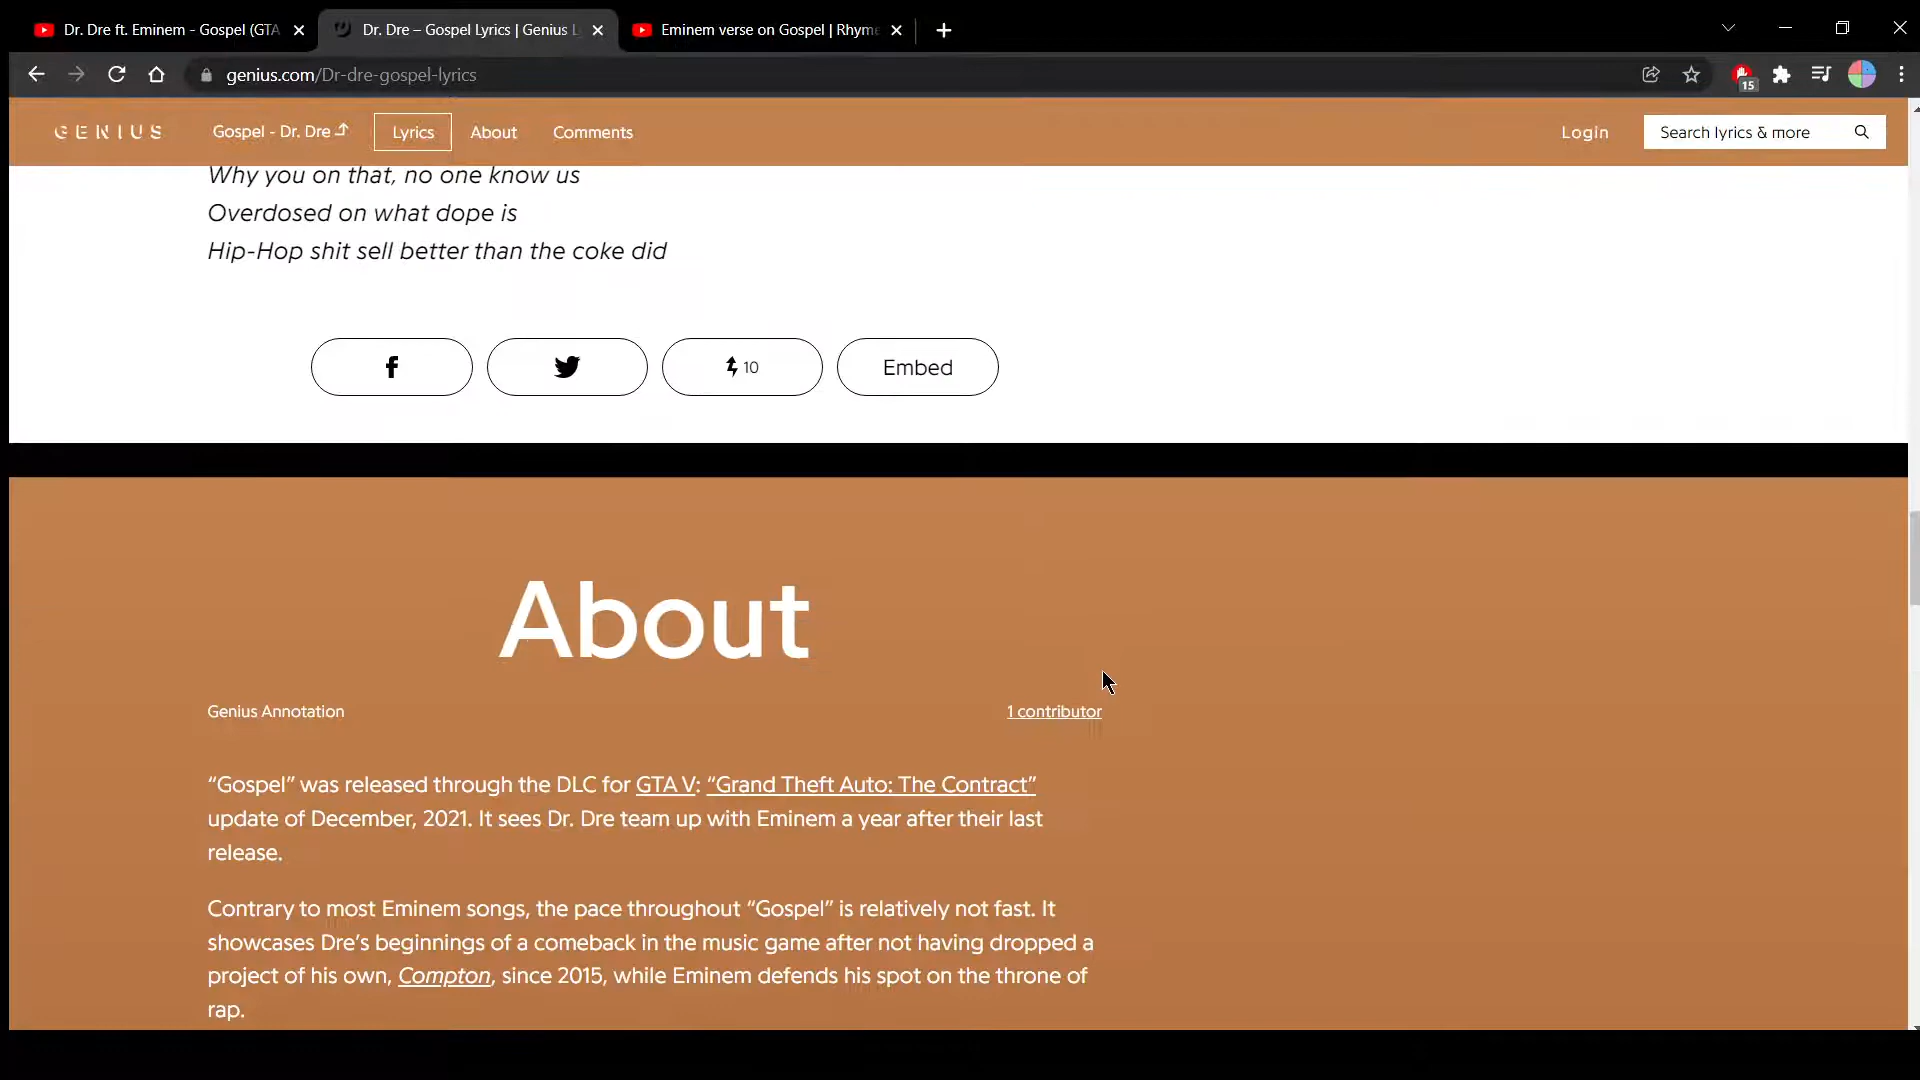 Dr. Dre ft. Eminem - Gospel (GTA
Dr. Dre – Gospel Lyrics | Genius L
Eminem verse on Gospel | Rhyme
genius.com/Dr-dre-gospel-lyrics
15
GENIUS
Gospel - Dr. Dre
Lyrics
About
Comments
Login
Search lyrics & more
Why you on that, no one know us
Overdosed on what dope is
Hip-Hop shit sell better than the coke did
10
Embed
About
Genius Annotation
1 contributor
“Gospel” was released through the DLC for GTA V: “Grand Theft Auto: The Contract”
update of December, 2021. It sees Dr. Dre team up with Eminem a year after their last
release.
Contrary to most Eminem songs, the pace throughout “Gospel” is relatively not fast. It
showcases Dre’s beginnings of a comeback in the music game after not having dropped a
project of his own, Compton, since 2015, while Eminem defends his spot on the throne of
rap.